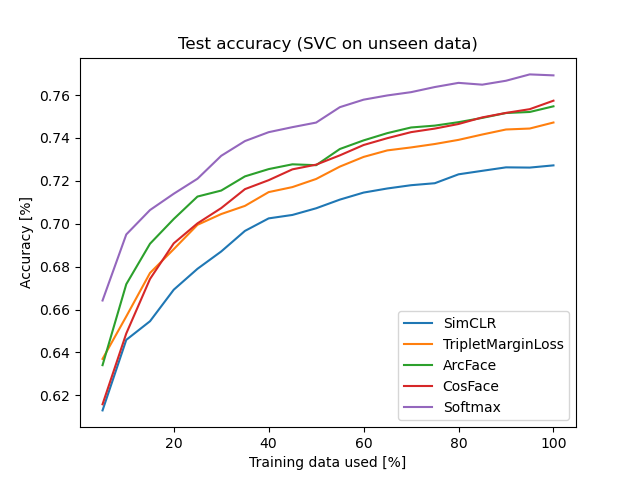 Test accuracy (SVC on unseen data)
Accuracy [%]
0.76
0.74
0.72
0.70
0.68
0.66
0.64
0.62
SimCLR
TripletMarginLoss
ArcFace
CosFace
Softmax
20 40 60 80 100
Training data used [%]